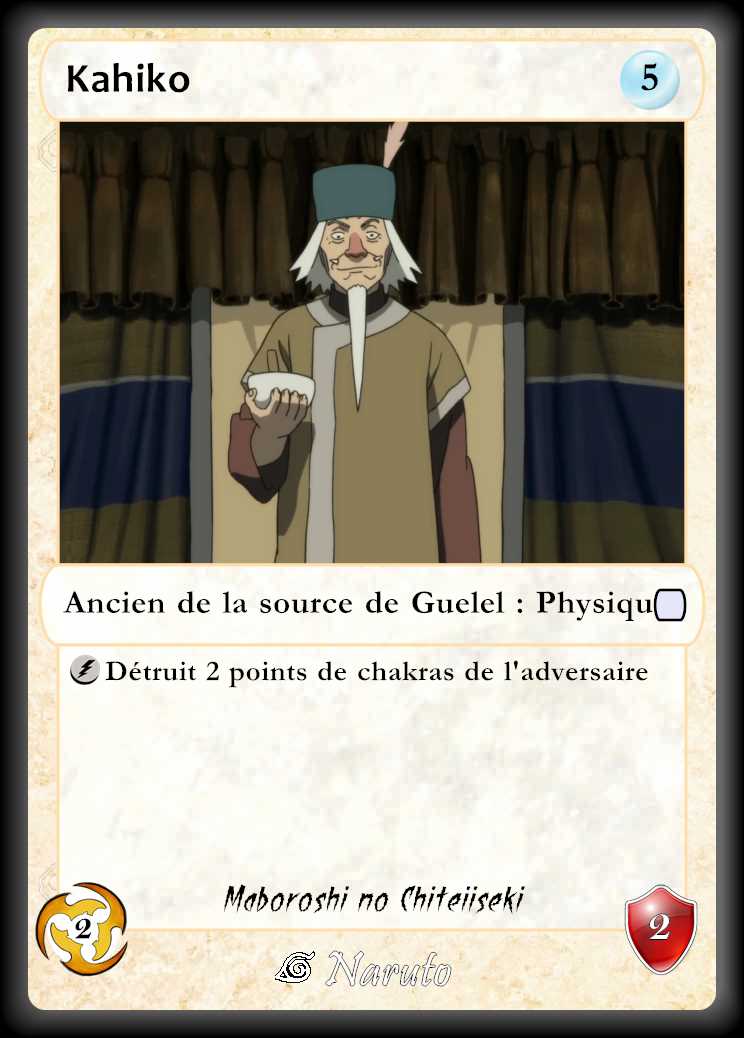 Kahiko
5
Ancien de la source de Guelel : Physiqu
Détruit 2 points de chakras de l'adversaire
Maboroshi no Chiteiiseki
2
2
Naruto